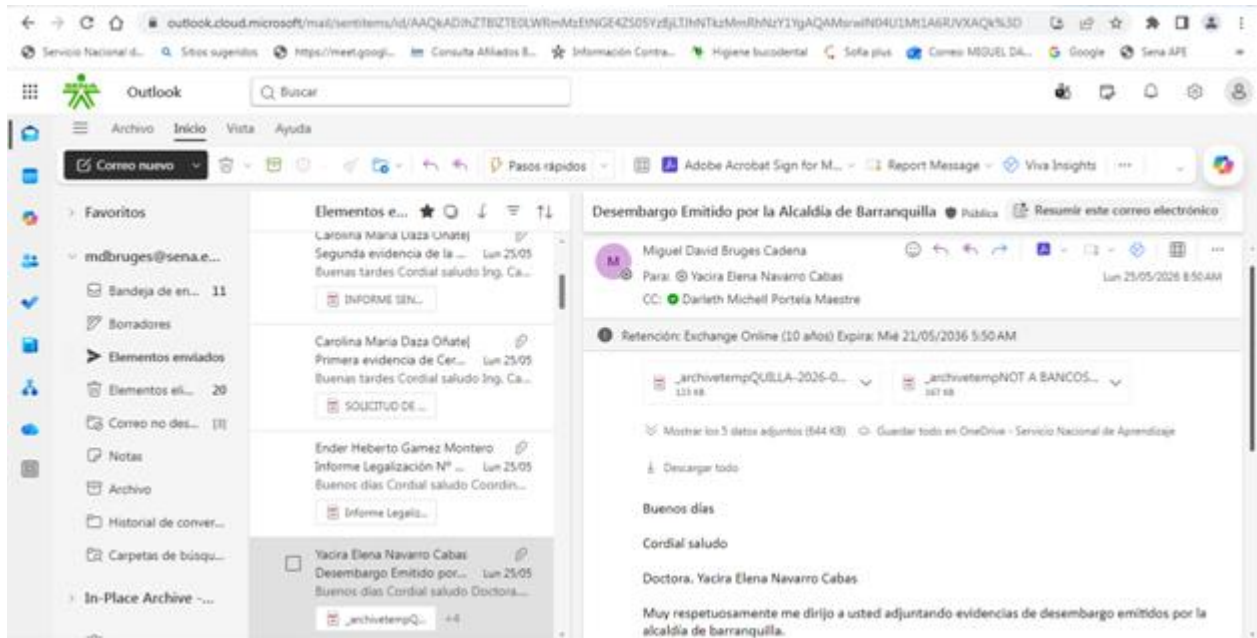 outlook.cloud.microsoft/mail/sentitems/id/
Servicio Nacional d... Sitios sugeridos https://meet.googl... Consulta Afiliados B... Información Contra... Higiene bucodental Sofia plus Correo MIGUEL DA... Google Sena APE
Outlook Buscar
Archivo Inicio Vista Ayuda
Correo nuevo Pasos rápidos Adobe Acrobat Sign for M... Report Message Viva Insights ...
Favoritos
mdbruges@sena.e...
Bandeja de en... 11
Borradores
Elementos enviados
Elementos eli... 20
Correo no des... [3]
Notas
Archivo
Historial de conver...
Carpetas de búsqu...
In-Place Archive -...
Elementos e...
Carolina Maria Daza Oñate
Segunda evidencia de la ... Lun 25/05
Buenas tardes Cordial saludo Ing. Ca...
INFORME SEN...
Carolina Maria Daza Oñate
Primera evidencia de Cer... Lun 25/05
Buenas tardes Cordial saludo Ing. Ca...
SOLICITUD DE ...
Ender Heberto Gamez Montero
Informe Legalización Nº ... Lun 25/05
Buenos días Cordial saludo Coordin...
Informe Legaliz...
Yacira Elena Navarro Cabas
Desembargo Emitido por... Lun 25/05
Buenos días Cordial saludo Doctora....
_archivetempQ... +4
Desembargo Emitido por la Alcaldía de Barranquilla Pública Resumir este correo electrónico
M
Miguel David Bruges Cadena
Para: Yacira Elena Navarro Cabas
Lun 25/05/2026 8:50 AM
CC: Darleth Michell Portela Maestre
Retención: Exchange Online (10 años) Expira: Mié 21/05/2036 5:50 AM
_archivetempQUILLA-2026-0...
123 KB
_archivetempNOT A BANCOS...
167 KB
Mostrar los 5 datos adjuntos (644 KB) Guardar todo en OneDrive - Servicio Nacional de Aprendizaje
Descargar todo
Buenos días
Cordial saludo
Doctora. Yacira Elena Navarro Cabas
Muy respetuosamente me dirijo a usted adjuntando evidencias de desembargo emitidos por la
alcaldía de barranquilla.